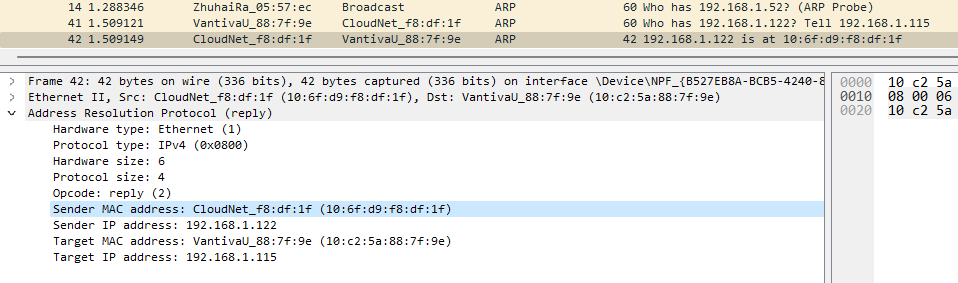 14 1.288346 ZhuhaiRa_05:57:ec Broadcast ARP 60 Who has 192.168.1.52? (ARP Probe)
41 1.509121 VantivaU_88:7f:9e CloudNet_f8:df:1f ARP 60 Who has 192.168.1.122? Tell 192.168.1.115
42 1.509149 CloudNet_f8:df:1f VantivaU_88:7f:9e ARP 42 192.168.1.122 is at 10:6f:d9:f8:df:1f
Frame 42: 42 bytes on wire (336 bits), 42 bytes captured (336 bits) on interface \Device\NPF_{B527EB8A-BCB5-4240-8
Ethernet II, Src: CloudNet_f8:df:1f (10:6f:d9:f8:df:1f), Dst: VantivaU_88:7f:9e (10:c2:5a:88:7f:9e)
Address Resolution Protocol (reply)
Hardware type: Ethernet (1)
Protocol type: IPv4 (0x0800)
Hardware size: 6
Protocol size: 4
Opcode: reply (2)
Sender MAC address: CloudNet_f8:df:1f (10:6f:d9:f8:df:1f)
Sender IP address: 192.168.1.122
Target MAC address: VantivaU_88:7f:9e (10:c2:5a:88:7f:9e)
Target IP address: 192.168.1.115
0000 10 c2 5a
0010 08 00 06
0020 10 c2 5a